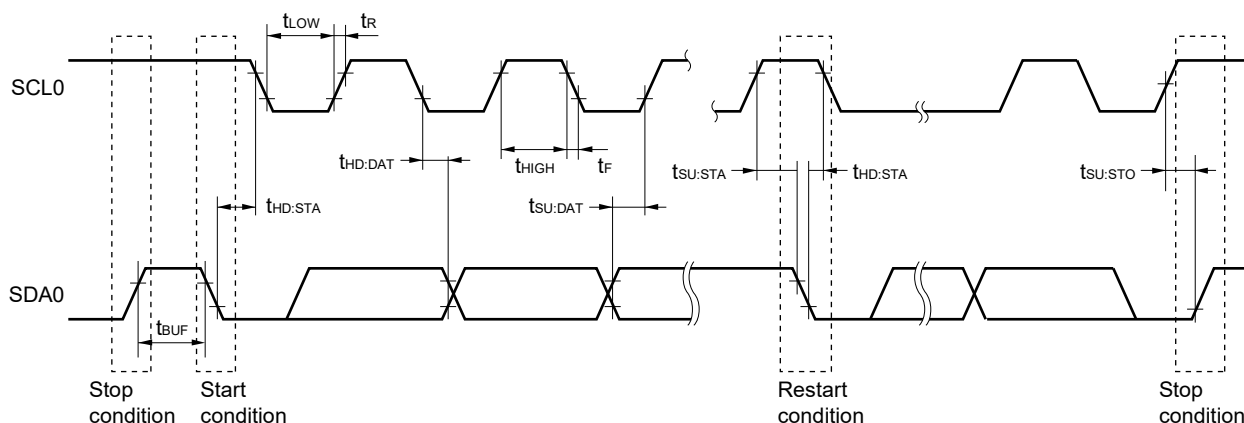 tLOW tR
SCL0
tHD:DAT tHIGH tF tSU:STA tHD:STA tSU:STO
tHD:STA tSU:DAT
SDA0
tBUF
Stop condition
Start condition
Restart condition
Stop condition